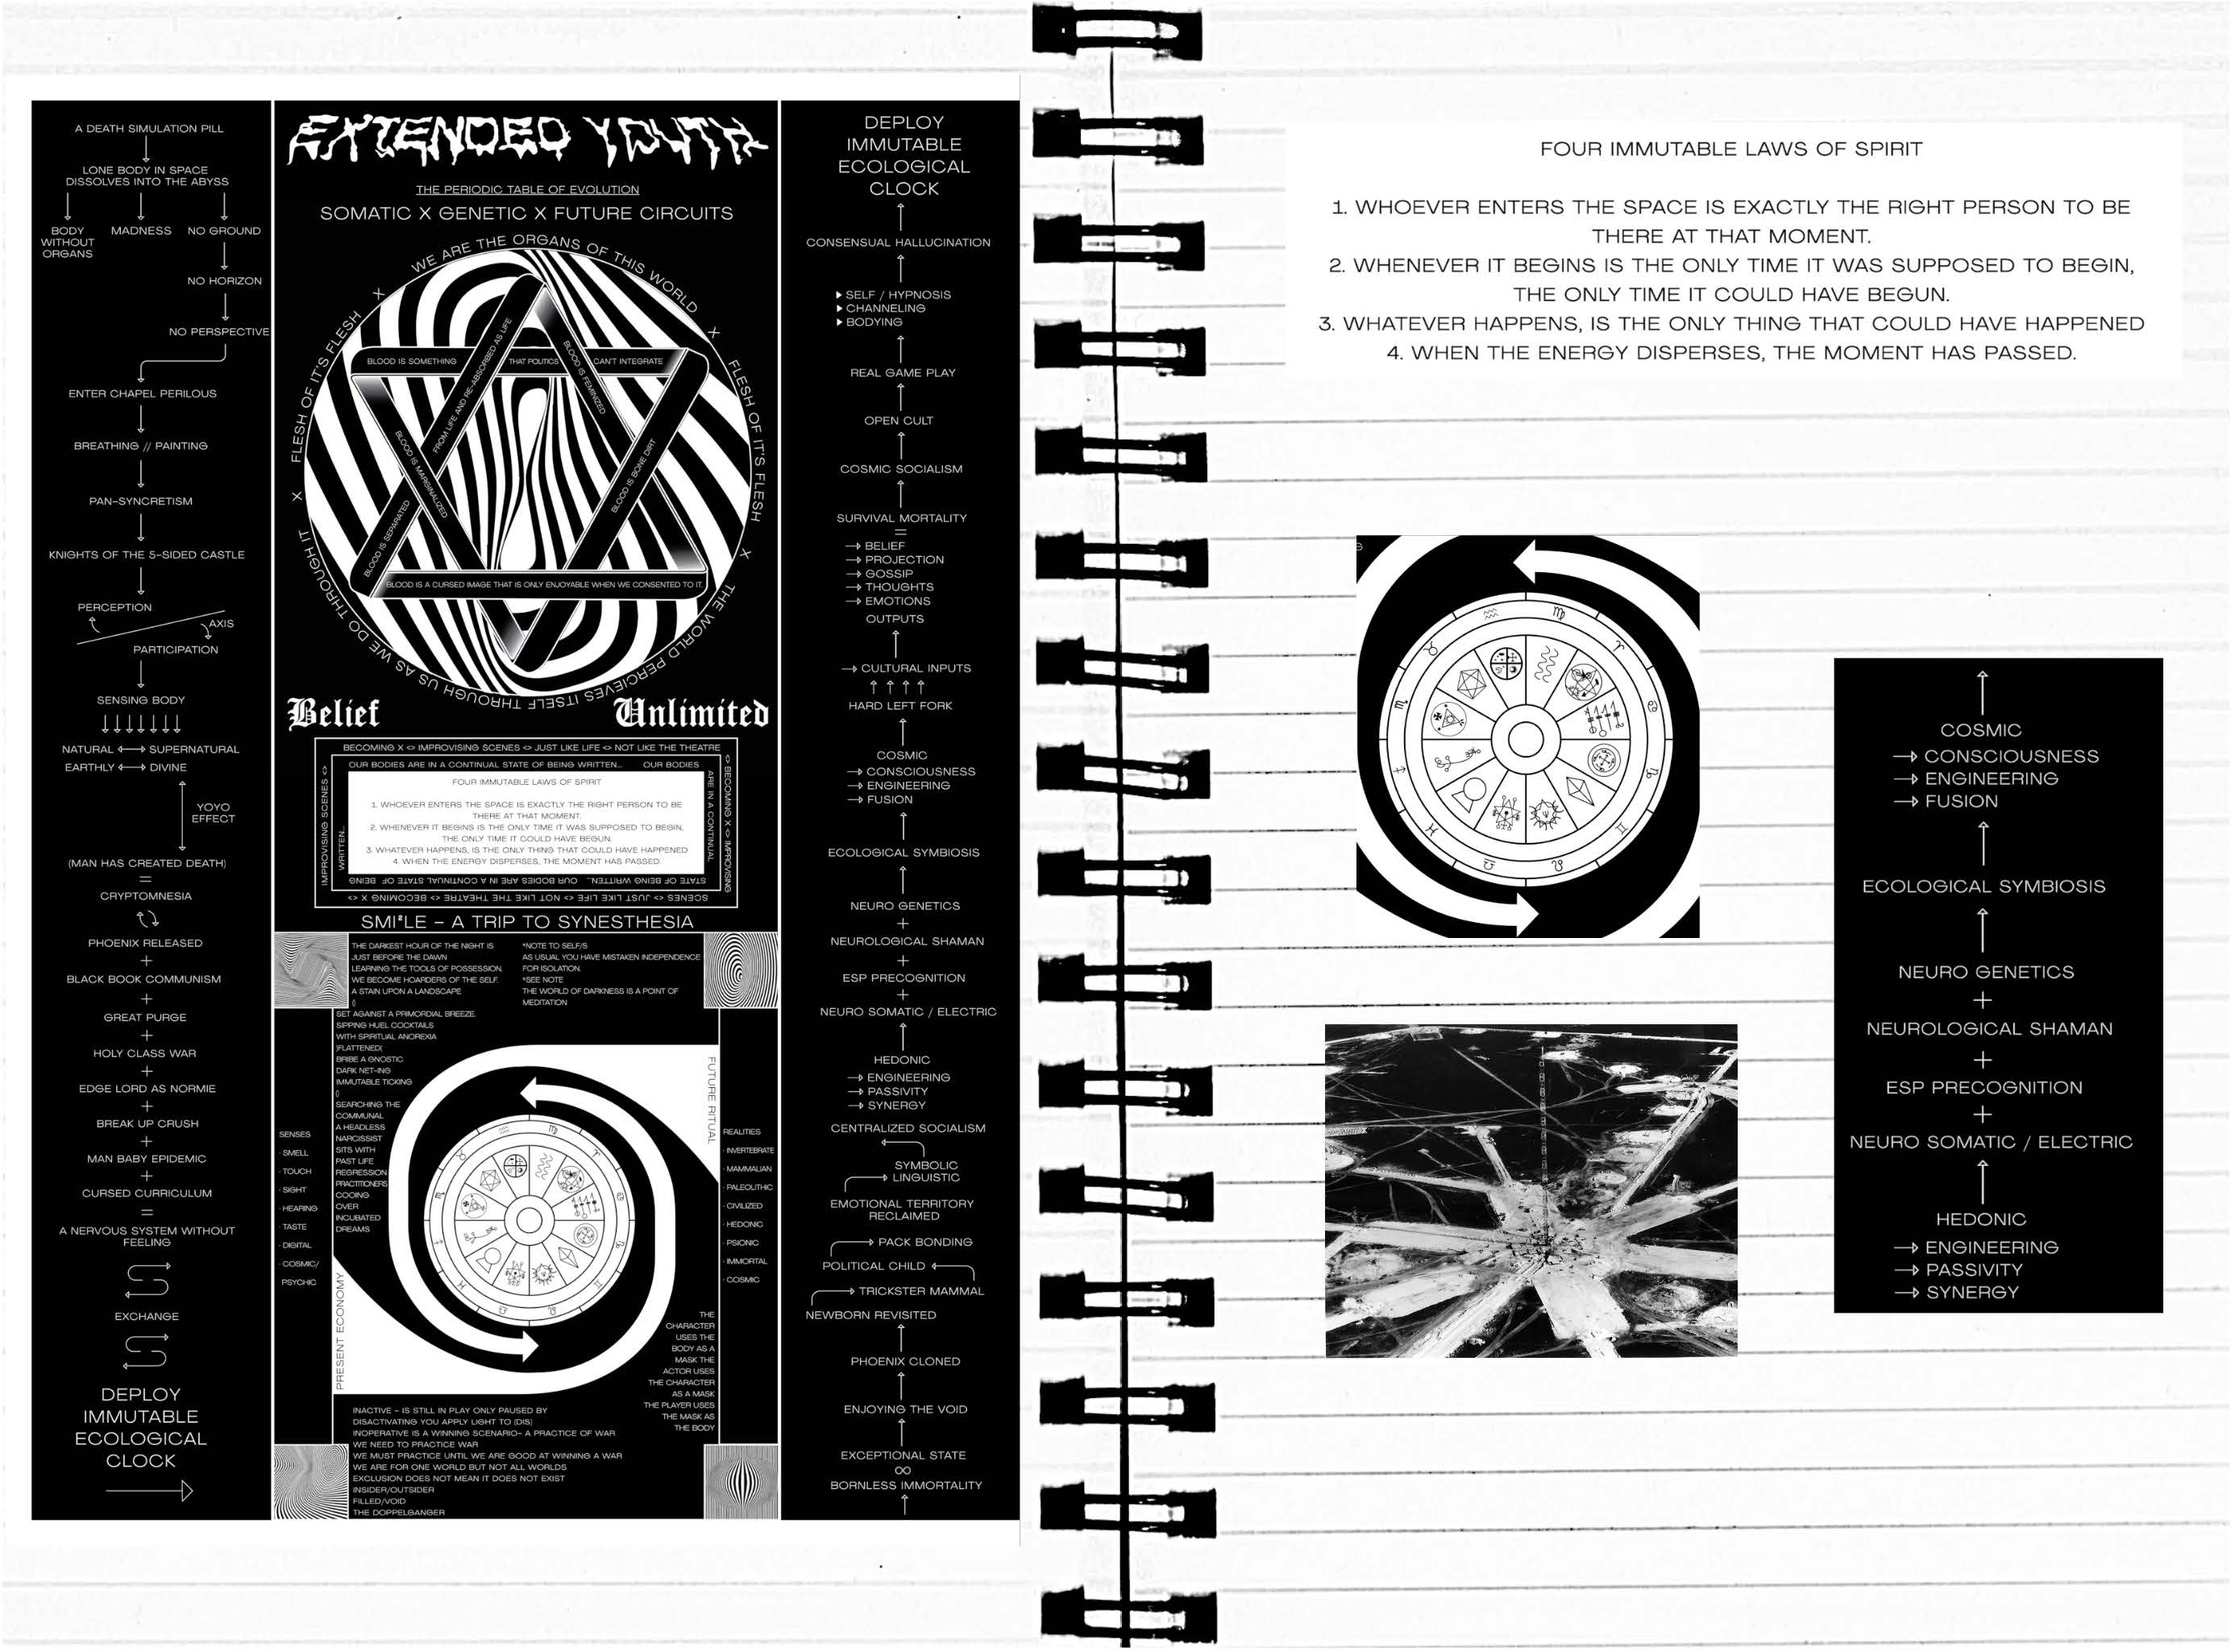 A DEATH SIMULATION PILL
LONE BODY IN SPACE
DISSOLVES INTO THE ABYSS
BODY
WITHOUT
ORGANS
MADNESS
NO GROUND
NO HORIZON
NO PERSPECTIVE
ENTER CHAPEL PERILOUS
BREATHING // PAINTING
PAN-SYNCRETISM
KNIGHTS OF THE 5-SIDED CASTLE
PERCEPTION
AXIS
PARTICIPATION
SENSING BODY
NATURAL ⟷ SUPERNATURAL
EARTHLY ⟷ DIVINE
YOYO
EFFECT
(MAN HAS CREATED DEATH)
=
CRYPTOMNESIA
PHOENIX RELEASED
+
BLACK BOOK COMMUNISM
+
GREAT PURGE
+
HOLY CLASS WAR
+
EDGE LORD AS NORMIE
+
BREAK UP CRUSH
+
MAN BABY EPIDEMIC
+
CURSED CURRICULUM
=
A NERVOUS SYSTEM WITHOUT
FEELING
EXCHANGE
DEPLOY
IMMUTABLE
ECOLOGICAL
CLOCK
EXTENDED YOUTH
THE PERIODIC TABLE OF EVOLUTION
SOMATIC X GENETIC X FUTURE CIRCUITS
WE ARE THE ORGANS OF THIS WORLD X FLESH OF IT'S FLESH X THE WORLD PERCIEVES ITSELF THROUGH US AS WE DO THROUGH IT X FLESH OF IT'S FLESH X
BLOOD IS SOMETHING THAT POLITICS CAN'T INTEGRATE
BLOOD IS SEPARATED FROM LIFE AND RE-ABSORBED AS LIFE
BLOOD IS FEMINIZED
BLOOD IS MARGINALIZED
BLOOD IS BONE DIRT
BLOOD IS A CURSED IMAGE THAT IS ONLY ENJOYABLE WHEN WE CONSENTED TO IT.
Belief Unlimited
BECOMING X <> IMPROVISING SCENES <> JUST LIKE LIFE <> NOT LIKE THE THEATRE
<> BECOMING X <> IMPROVISING
SCENES <> JUST LIKE LIFE <> NOT LIKE THE THEATRE <> BECOMING X <>
IMPROVISING SCENES <>
OUR BODIES ARE IN A CONTINUAL STATE OF BEING WRITTEN... OUR BODIES
ARE IN A CONTINUAL
STATE OF BEING WRITTEN... OUR BODIES ARE IN A CONTINUAL STATE OF BEING
WRITTEN...
FOUR IMMUTABLE LAWS OF SPIRIT
1. WHOEVER ENTERS THE SPACE IS EXACTLY THE RIGHT PERSON TO BE
THERE AT THAT MOMENT.
2. WHENEVER IT BEGINS IS THE ONLY TIME IT WAS SUPPOSED TO BEGIN,
THE ONLY TIME IT COULD HAVE BEGUN.
3. WHATEVER HAPPENS, IS THE ONLY THING THAT COULD HAVE HAPPENED
4. WHEN THE ENERGY DISPERSES, THE MOMENT HAS PASSED.
SMI²LE – A TRIP TO SYNESTHESIA
THE DARKEST HOUR OF THE NIGHT IS
JUST BEFORE THE DAWN
LEARNING THE TOOLS OF POSSESSION.
WE BECOME HOARDERS OF THE SELF.
A STAIN UPON A LANDSCAPE
()
SET AGAINST A PRIMORDIAL BREEZE.
SIPPING HUEL COCKTAILS
WITH SPIRITUAL ANOREXIA
)FLATTENED(
BRIBE A GNOSTIC
DARK NET-ING
IMMUTABLE TICKING
()
SEARCHING THE
COMMUNAL
A HEADLESS
NARCISSIST
SITS WITH
PAST LIFE
REGRESSION
PRACTITIONERS
COOING
OVER
INCUBATED
DREAMS
*NOTE TO SELF/S
AS USUAL YOU HAVE MISTAKEN INDEPENDENCE
FOR ISOLATION.
*SEE NOTE
THE WORLD OF DARKNESS IS A POINT OF
MEDITATION
SENSES
· SMELL
· TOUCH
· SIGHT
· HEARING
· TASTE
· DIGITAL
· COSMIC/
PSYCHIC
PRESENT ECONOMY
FUTURE RITUAL
REALITIES
· INVERTEBRATE
· MAMMALIAN
· PALEOLITHIC
· CIVILIZED
· HEDONIC
· PSIONIC
· IMMORTAL
· COSMIC
THE
CHARACTER
USES THE
BODY AS A
MASK THE
ACTOR USES
THE CHARACTER
AS A MASK
THE PLAYER USES
THE MASK AS
THE BODY
INACTIVE – IS STILL IN PLAY ONLY PAUSED BY
DISACTIVATING YOU APPLY LIGHT TO (DIS)
INOPERATIVE IS A WINNING SCENARIO– A PRACTICE OF WAR
WE NEED TO PRACTICE WAR
WE MUST PRACTICE UNTIL WE ARE GOOD AT WINNING A WAR
WE ARE FOR ONE WORLD BUT NOT ALL WORLDS
EXCLUSION DOES NOT MEAN IT DOES NOT EXIST
INSIDER/OUTSIDER
FILLED/VOID
THE DOPPELGANGER
DEPLOY
IMMUTABLE
ECOLOGICAL
CLOCK
CONSENSUAL HALLUCINATION
▶ SELF / HYPNOSIS
▶ CHANNELING
▶ BODYING
REAL GAME PLAY
OPEN CULT
COSMIC SOCIALISM
SURVIVAL MORTALITY
=
→ BELIEF
→ PROJECTION
→ GOSSIP
→ THOUGHTS
→ EMOTIONS
OUTPUTS
→ CULTURAL INPUTS
HARD LEFT FORK
COSMIC
→ CONSCIOUSNESS
→ ENGINEERING
→ FUSION
ECOLOGICAL SYMBIOSIS
NEURO GENETICS
+
NEUROLOGICAL SHAMAN
+
ESP PRECOGNITION
+
NEURO SOMATIC / ELECTRIC
HEDONIC
→ ENGINEERING
→ PASSIVITY
→ SYNERGY
CENTRALIZED SOCIALISM
SYMBOLIC
LINGUISTIC
EMOTIONAL TERRITORY
RECLAIMED
PACK BONDING
POLITICAL CHILD
TRICKSTER MAMMAL
NEWBORN REVISITED
PHOENIX CLONED
ENJOYING THE VOID
EXCEPTIONAL STATE
∞
BORNLESS IMMORTALITY
FOUR IMMUTABLE LAWS OF SPIRIT
1. WHOEVER ENTERS THE SPACE IS EXACTLY THE RIGHT PERSON TO BE
THERE AT THAT MOMENT.
2. WHENEVER IT BEGINS IS THE ONLY TIME IT WAS SUPPOSED TO BEGIN,
THE ONLY TIME IT COULD HAVE BEGUN.
3. WHATEVER HAPPENS, IS THE ONLY THING THAT COULD HAVE HAPPENED
4. WHEN THE ENERGY DISPERSES, THE MOMENT HAS PASSED.
COSMIC
→ CONSCIOUSNESS
→ ENGINEERING
→ FUSION
ECOLOGICAL SYMBIOSIS
NEURO GENETICS
+
NEUROLOGICAL SHAMAN
+
ESP PRECOGNITION
+
NEURO SOMATIC / ELECTRIC
HEDONIC
→ ENGINEERING
→ PASSIVITY
→ SYNERGY